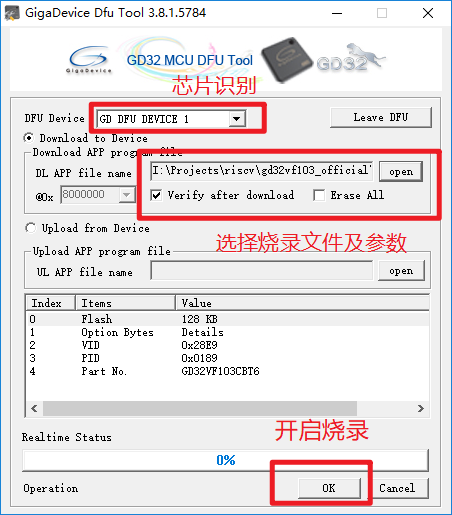 GigaDevice Dfu Tool 3.8.1.5784
GigaDevice
GD32 MCU DFU Tool
GD32
芯片识别
DFU Device
GD DFU DEVICE 1
Leave DFU
Download to Device
Download APP program file
DL APP file name
I:\Projects\riscv\gd32vf103_official\
open
@0x
8000000
Verify after download
Erase All
Upload from Device
选择烧录文件及参数
Upload APP program file
UL APP file name
open
Index Items Value
0 Flash 128 KB
1 Option Bytes Details
2 VID 0x28E9
3 PID 0x0189
4 Part No. GD32VF103CBT6
Realtime Status
开启烧录
0%
Operation
OK
Cancel